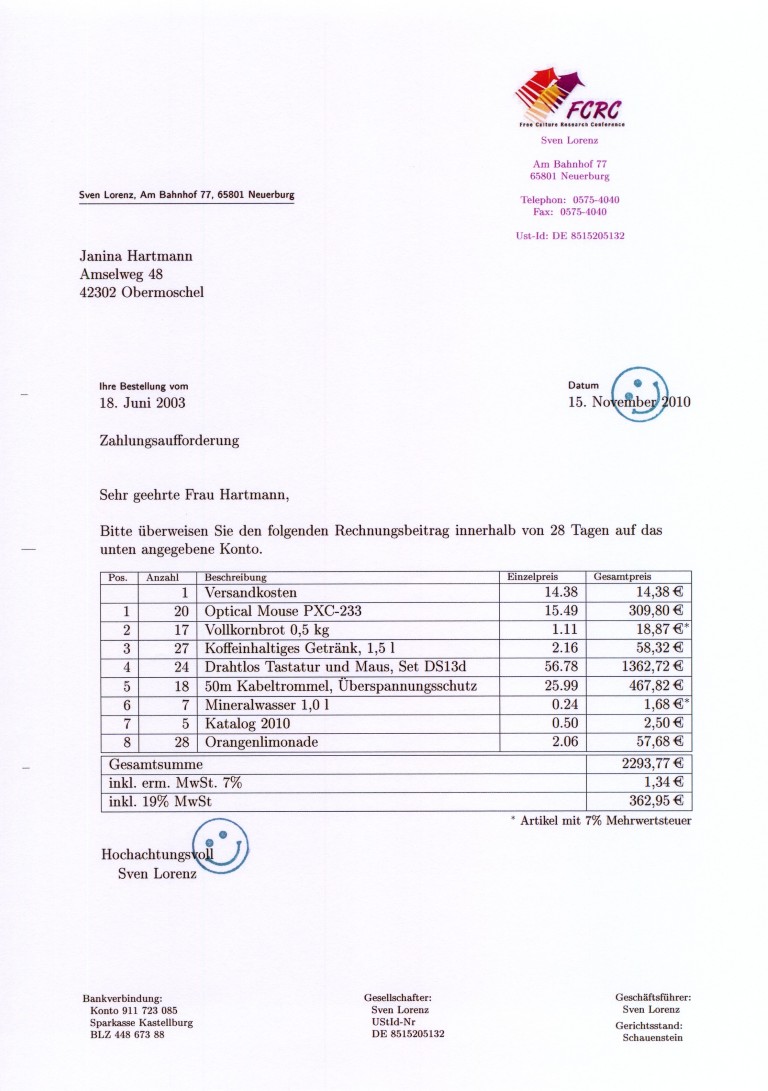 FCRC
Free Culture Research Conference
Sven Lorenz
Am Bahnhof 77
65801 Neuerburg
Telephon: 0575-4040
Fax: 0575-4040
Ust-Id: DE 8515205132
Sven Lorenz, Am Bahnhof 77, 65801 Neuerburg
Janina Hartmann
Amselweg 48
42302 Obermoschel
Ihre Bestellung vom Datum
18. Juni 2003 15. November 2010
Zahlungsaufforderung
Sehr geehrte Frau Hartmann,
Bitte überweisen Sie den folgenden Rechnungsbeitrag innerhalb von 28 Tagen auf das
unten angegebene Konto.
Pos. Anzahl Beschreibung Einzelpreis Gesamtpreis
1 Versandkosten 14.38 14,38 €
1 20 Optical Mouse PXC-233 15.49 309,80 €
2 17 Vollkornbrot 0,5 kg 1.11 18,87 €*
3 27 Koffeinhaltiges Getränk, 1,5 l 2.16 58,32 €
4 24 Drahtlos Tastatur und Maus, Set DS13d 56.78 1362,72 €
5 18 50m Kabeltrommel, Überspannungsschutz 25.99 467,82 €
6 7 Mineralwasser 1,0 l 0.24 1,68 €*
7 5 Katalog 2010 0.50 2,50 €
8 28 Orangenlimonade 2.06 57,68 €
Gesamtsumme 2293,77 €
inkl. erm. MwSt. 7% 1,34 €
inkl. 19% MwSt 362,95 €
* Artikel mit 7% Mehrwertsteuer
Hochachtungsvoll
Sven Lorenz
Bankverbindung:
Konto 911 723 085
Sparkasse Kastellburg
BLZ 448 673 88
Gesellschafter:
Sven Lorenz
UStId-Nr
DE 8515205132
Geschäftsführer:
Sven Lorenz
Gerichtsstand:
Schauenstein